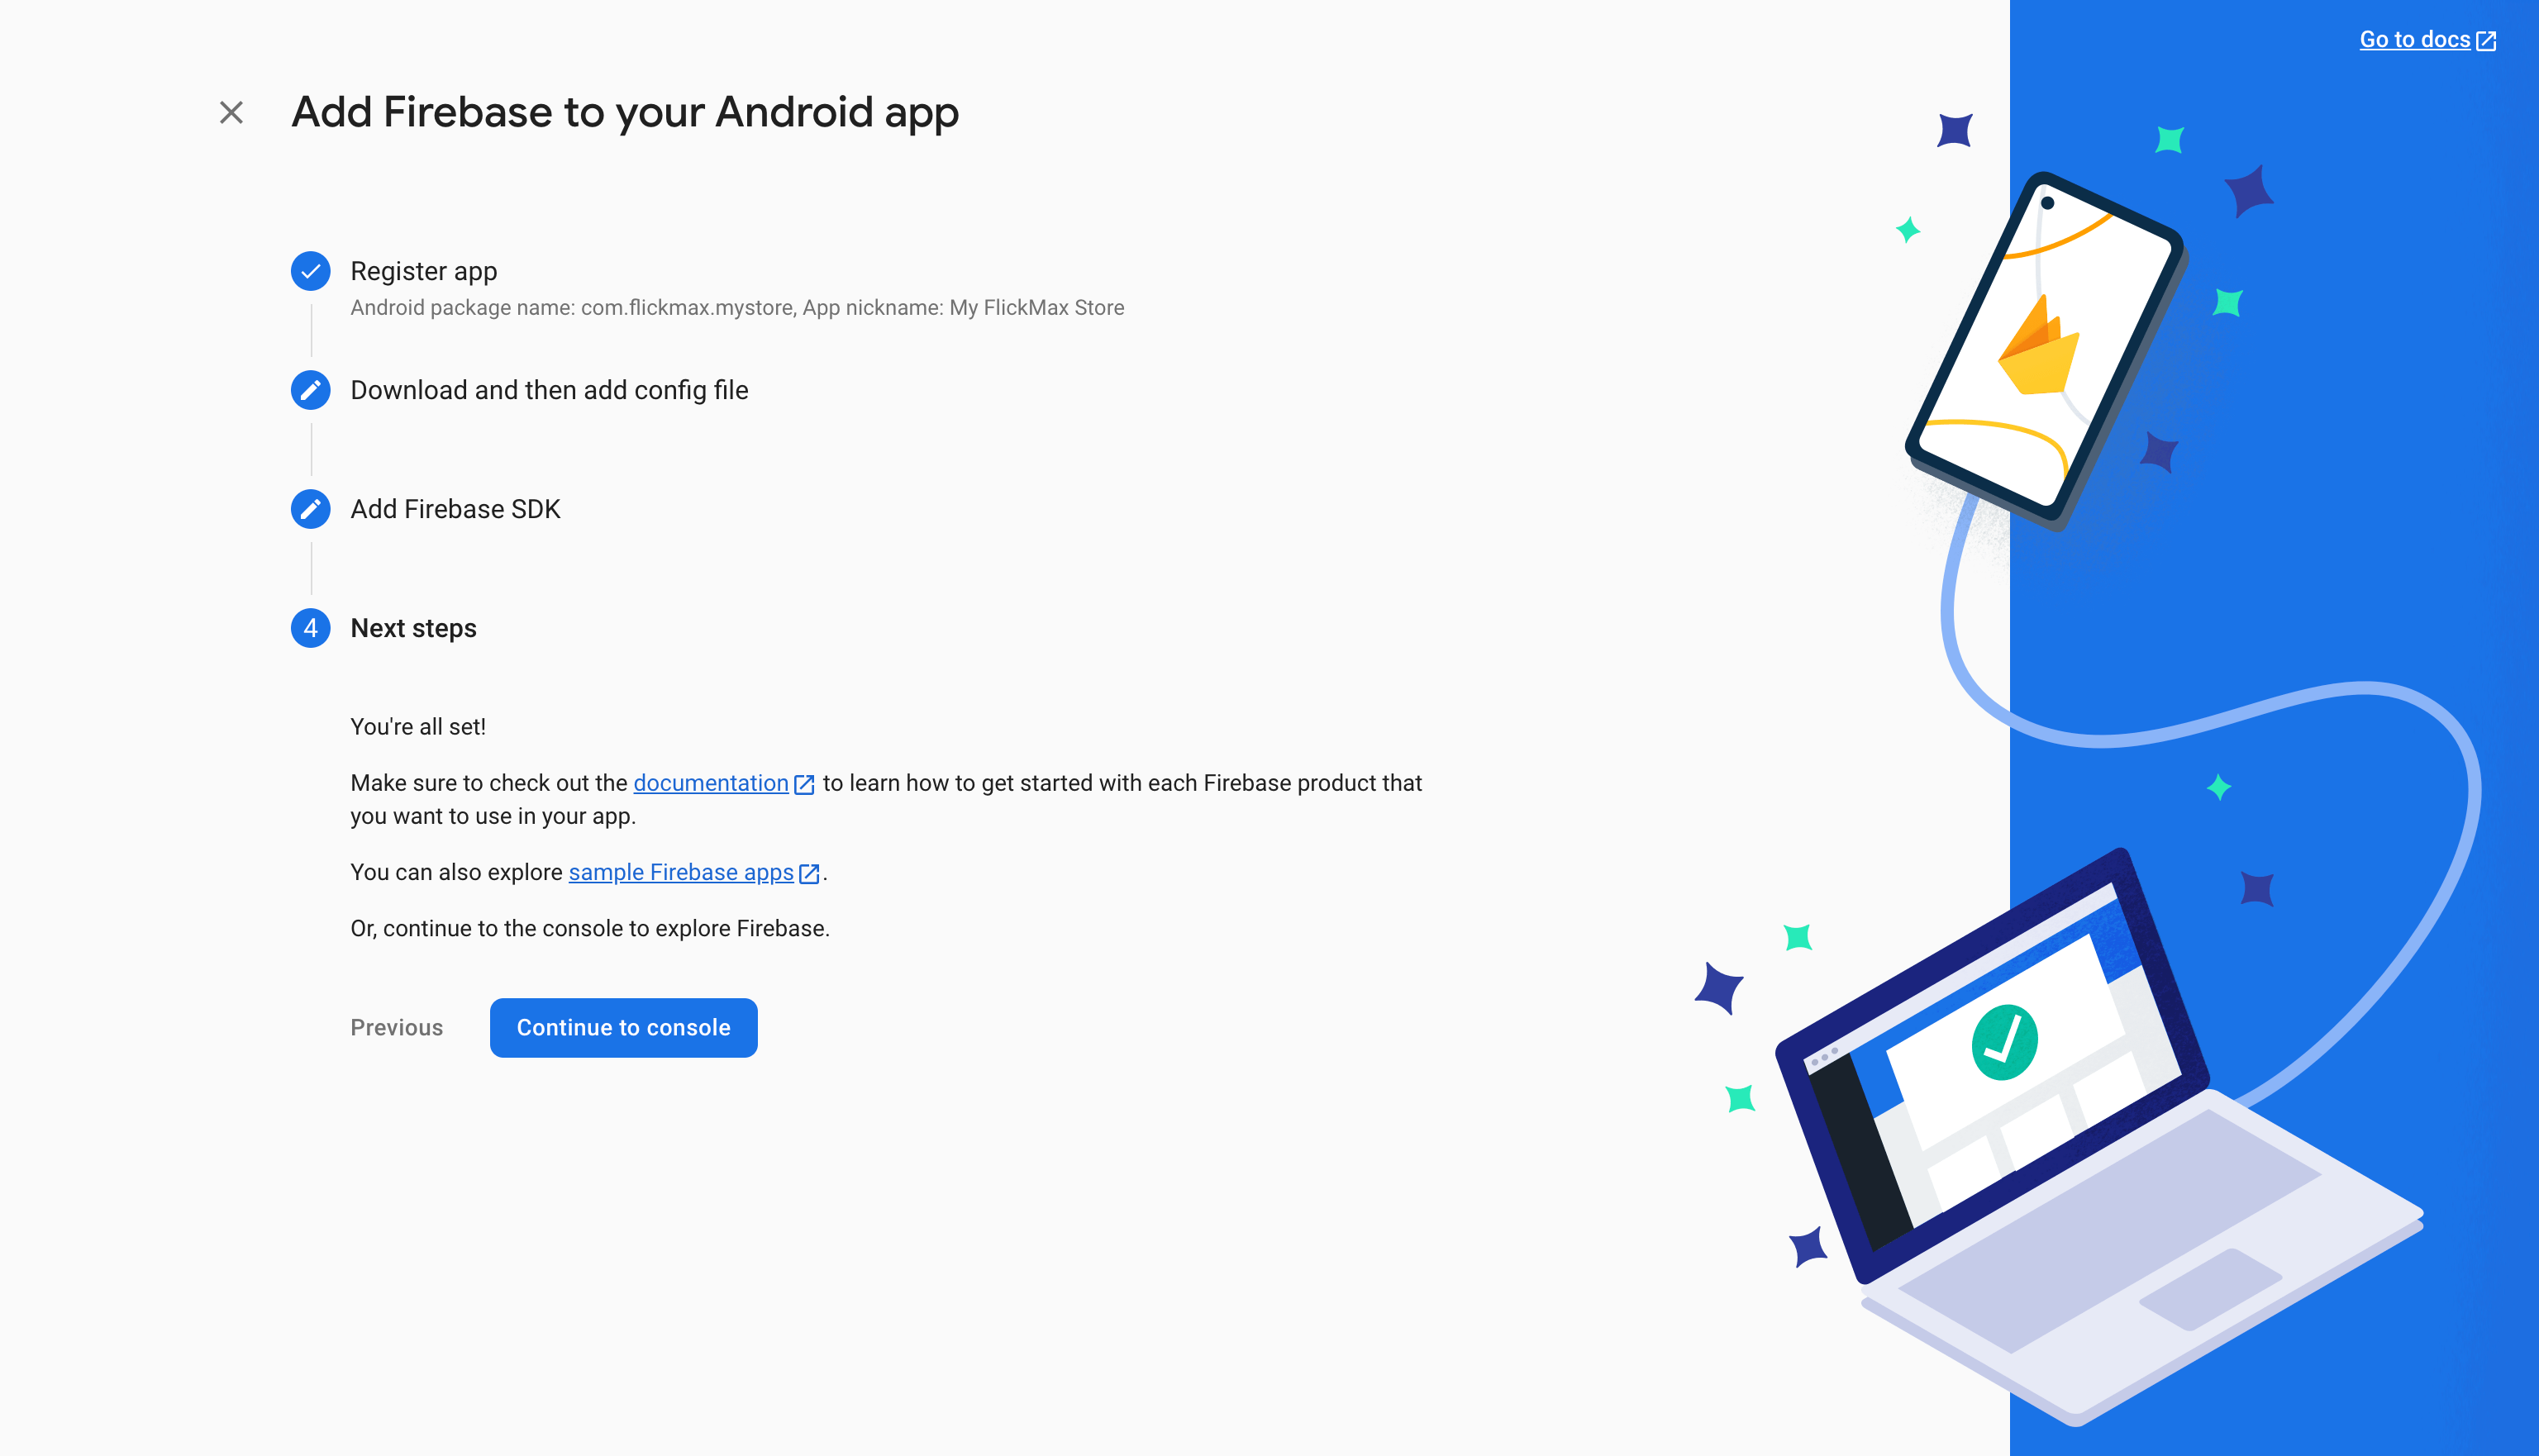 Go to docs
Add Firebase to your Android app
Register app
Android package name: com.flickmax.mystore, App nickname: My FlickMax Store
Download and then add config file
Add Firebase SDK
4 Next steps
You're all set!
Make sure to check out the documentation to learn how to get started with each Firebase product that
you want to use in your app.
You can also explore sample Firebase apps.
Or, continue to the console to explore Firebase.
Previous Continue to console